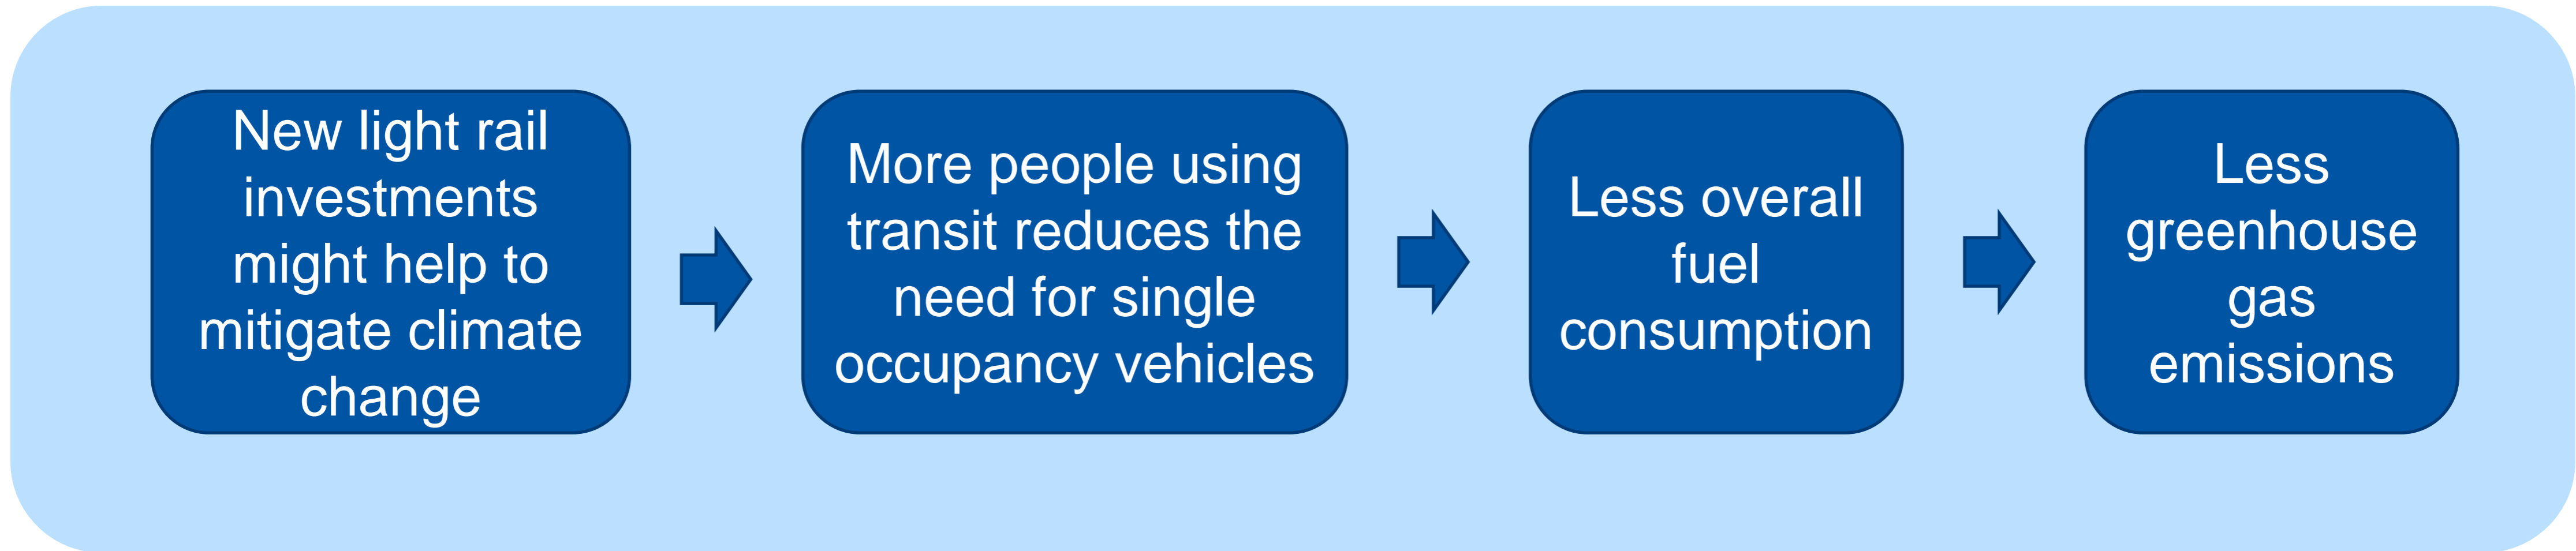 New light rail
investments
might help to
mitigate climate
change
More people using
transit reduces the
need for single
occupancy vehicles
Less overall
fuel
consumption
Less
greenhouse
gas
emissions